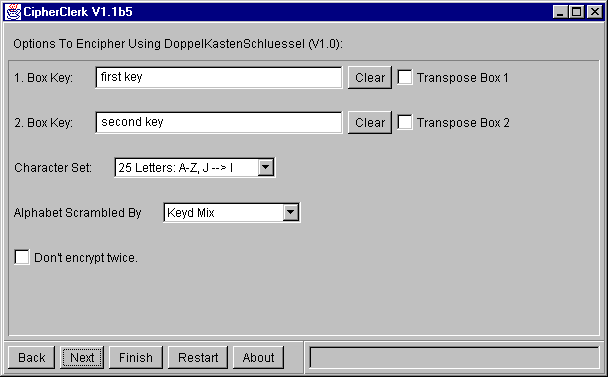 CipherClerk V1.1b5
Options To Encipher Using DoppelKastenSchluessel (V1.0):
1. Box Key: first key Clear Transpose Box 1
2. Box Key: second key Clear Transpose Box 2
Character Set: 25 Letters: A-Z, J --> I
Alphabet Scrambled By Keyd Mix
Don't encrypt twice.
Back Next Finish Restart About